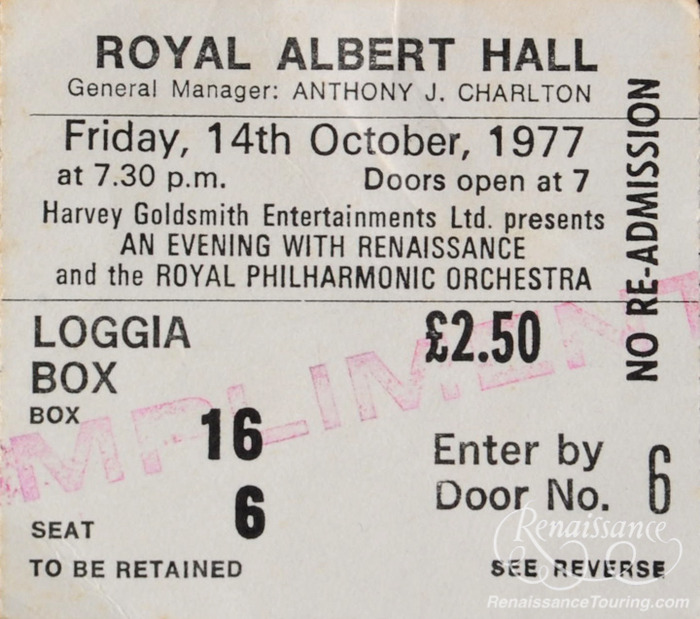 ROYAL ALBERT HALL
General Manager: ANTHONY J. CHARLTON
Friday, 14th October, 1977
at 7.30 p.m. Doors open at 7
Harvey Goldsmith Entertainments Ltd. presents
AN EVENING WITH RENAISSANCE
and the ROYAL PHILHARMONIC ORCHESTRA
NO RE-ADMISSION
LOGGIA
BOX
£2.50
MPLIMENT
BOX 16
Enter by
Door No. 6
SEAT 6
TO BE RETAINED
SEE REVERSE
Renaissance
RenaissanceTouring.com